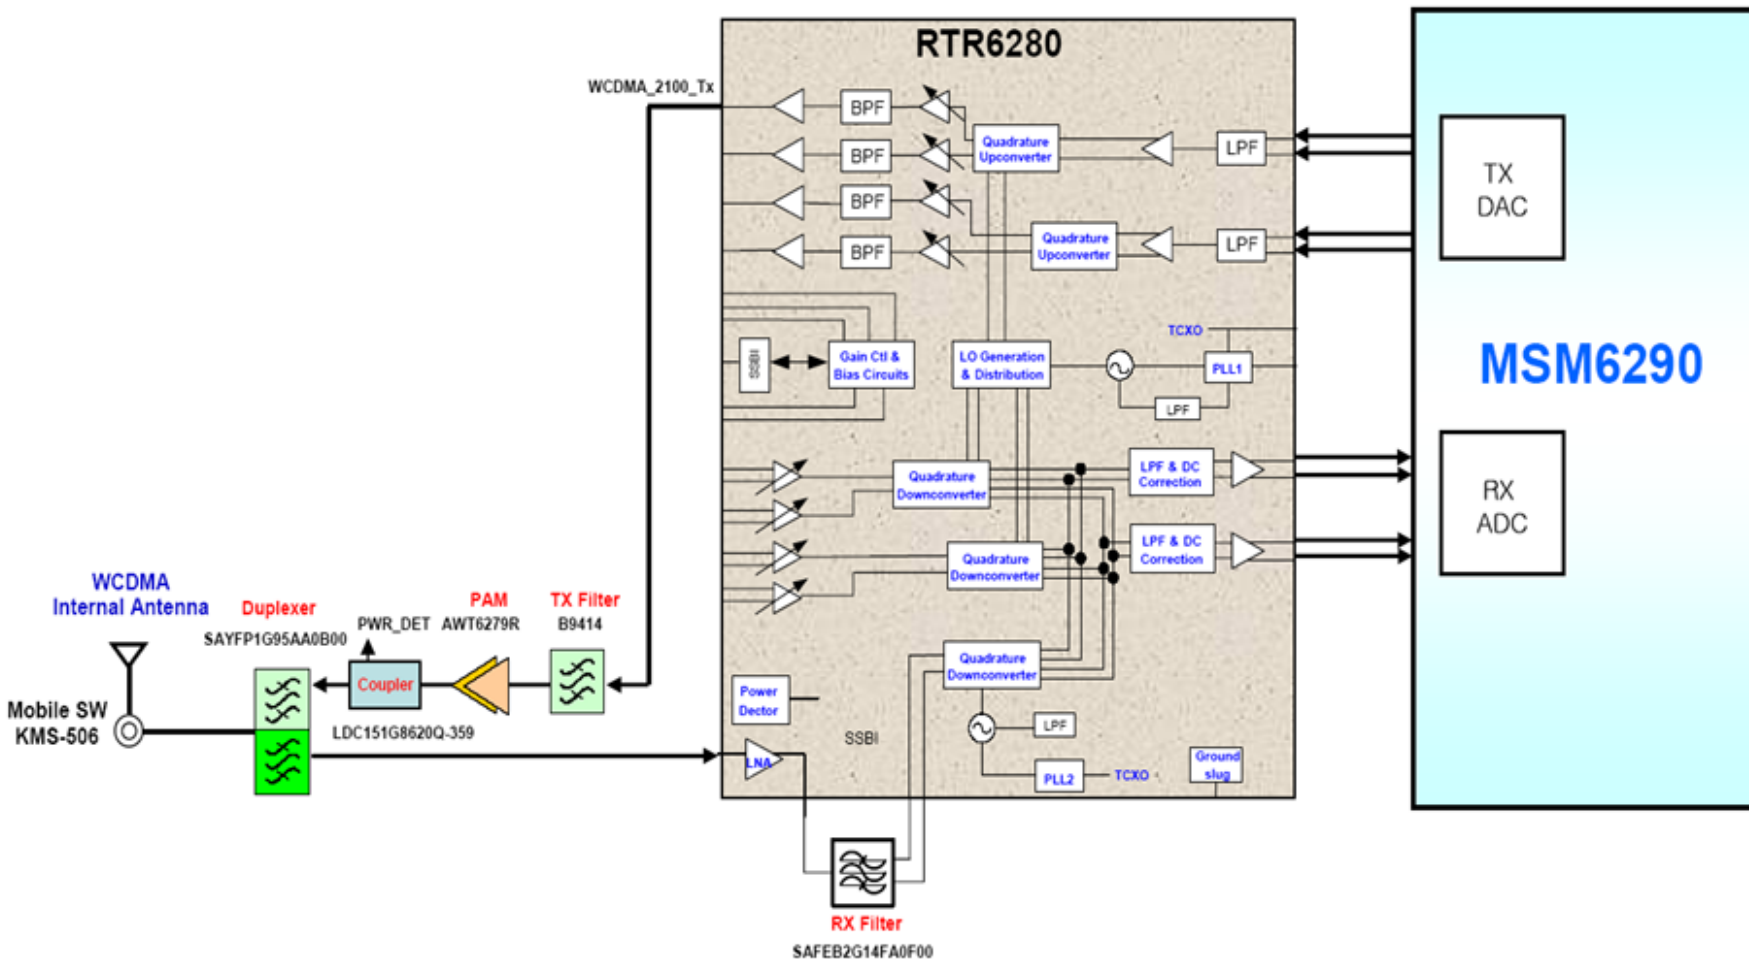 RTR6280
WCDMA_2100_Tx
BPF
Quadrature
Upconverter
LPF
BPF
BPF
Quadrature
Upconverter
LPF
BPF
TX
DAC
TCXO
SSBI
Gain Ctl &
Bias Circuits
LO Generation
& Distribution
PLL1
LPF
MSM6290
Quadrature
Downconverter
LPF & DC
Correction
RX
ADC
LPF & DC
Correction
Quadrature
Downconverter
WCDMA
Internal Antenna
Duplexer
SAYFP1G95AA0B00
PWR_DET
PAM
AWT6279R
TX Filter
B9414
Coupler
LDC151G8620Q-359
Mobile SW
KMS-506
Quadrature
Downconverter
Power
Dector
LPF
SSBI
LNA
PLL2
TCXO
Ground
slug
RX Filter
SAFEB2G14FA0F00